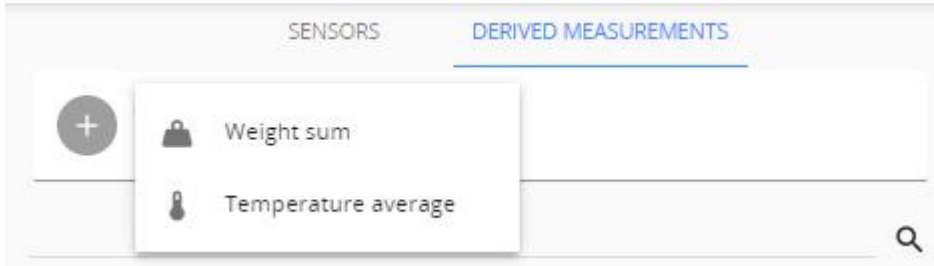 SENSORS DERIVED MEASUREMENTS
Weight sum
Temperature average